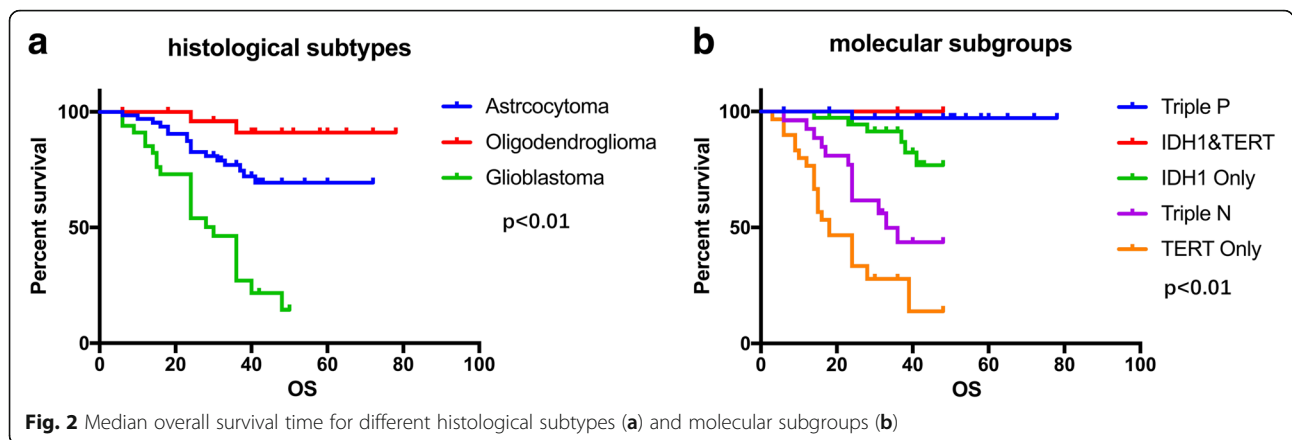 a
histological subtypes
Percent survival
100
50
0
0 20 40 60 80 100
OS
Astrcocytoma
Oligodendroglioma
Glioblastoma
p<0.01
b
molecular subgroups
Percent survival
100
50
0
0 20 40 60 80 100
OS
Triple P
IDH1&TERT
IDH1 Only
Triple N
TERT Only
p<0.01
Fig. 2 Median overall survival time for different histological subtypes (a) and molecular subgroups (b)